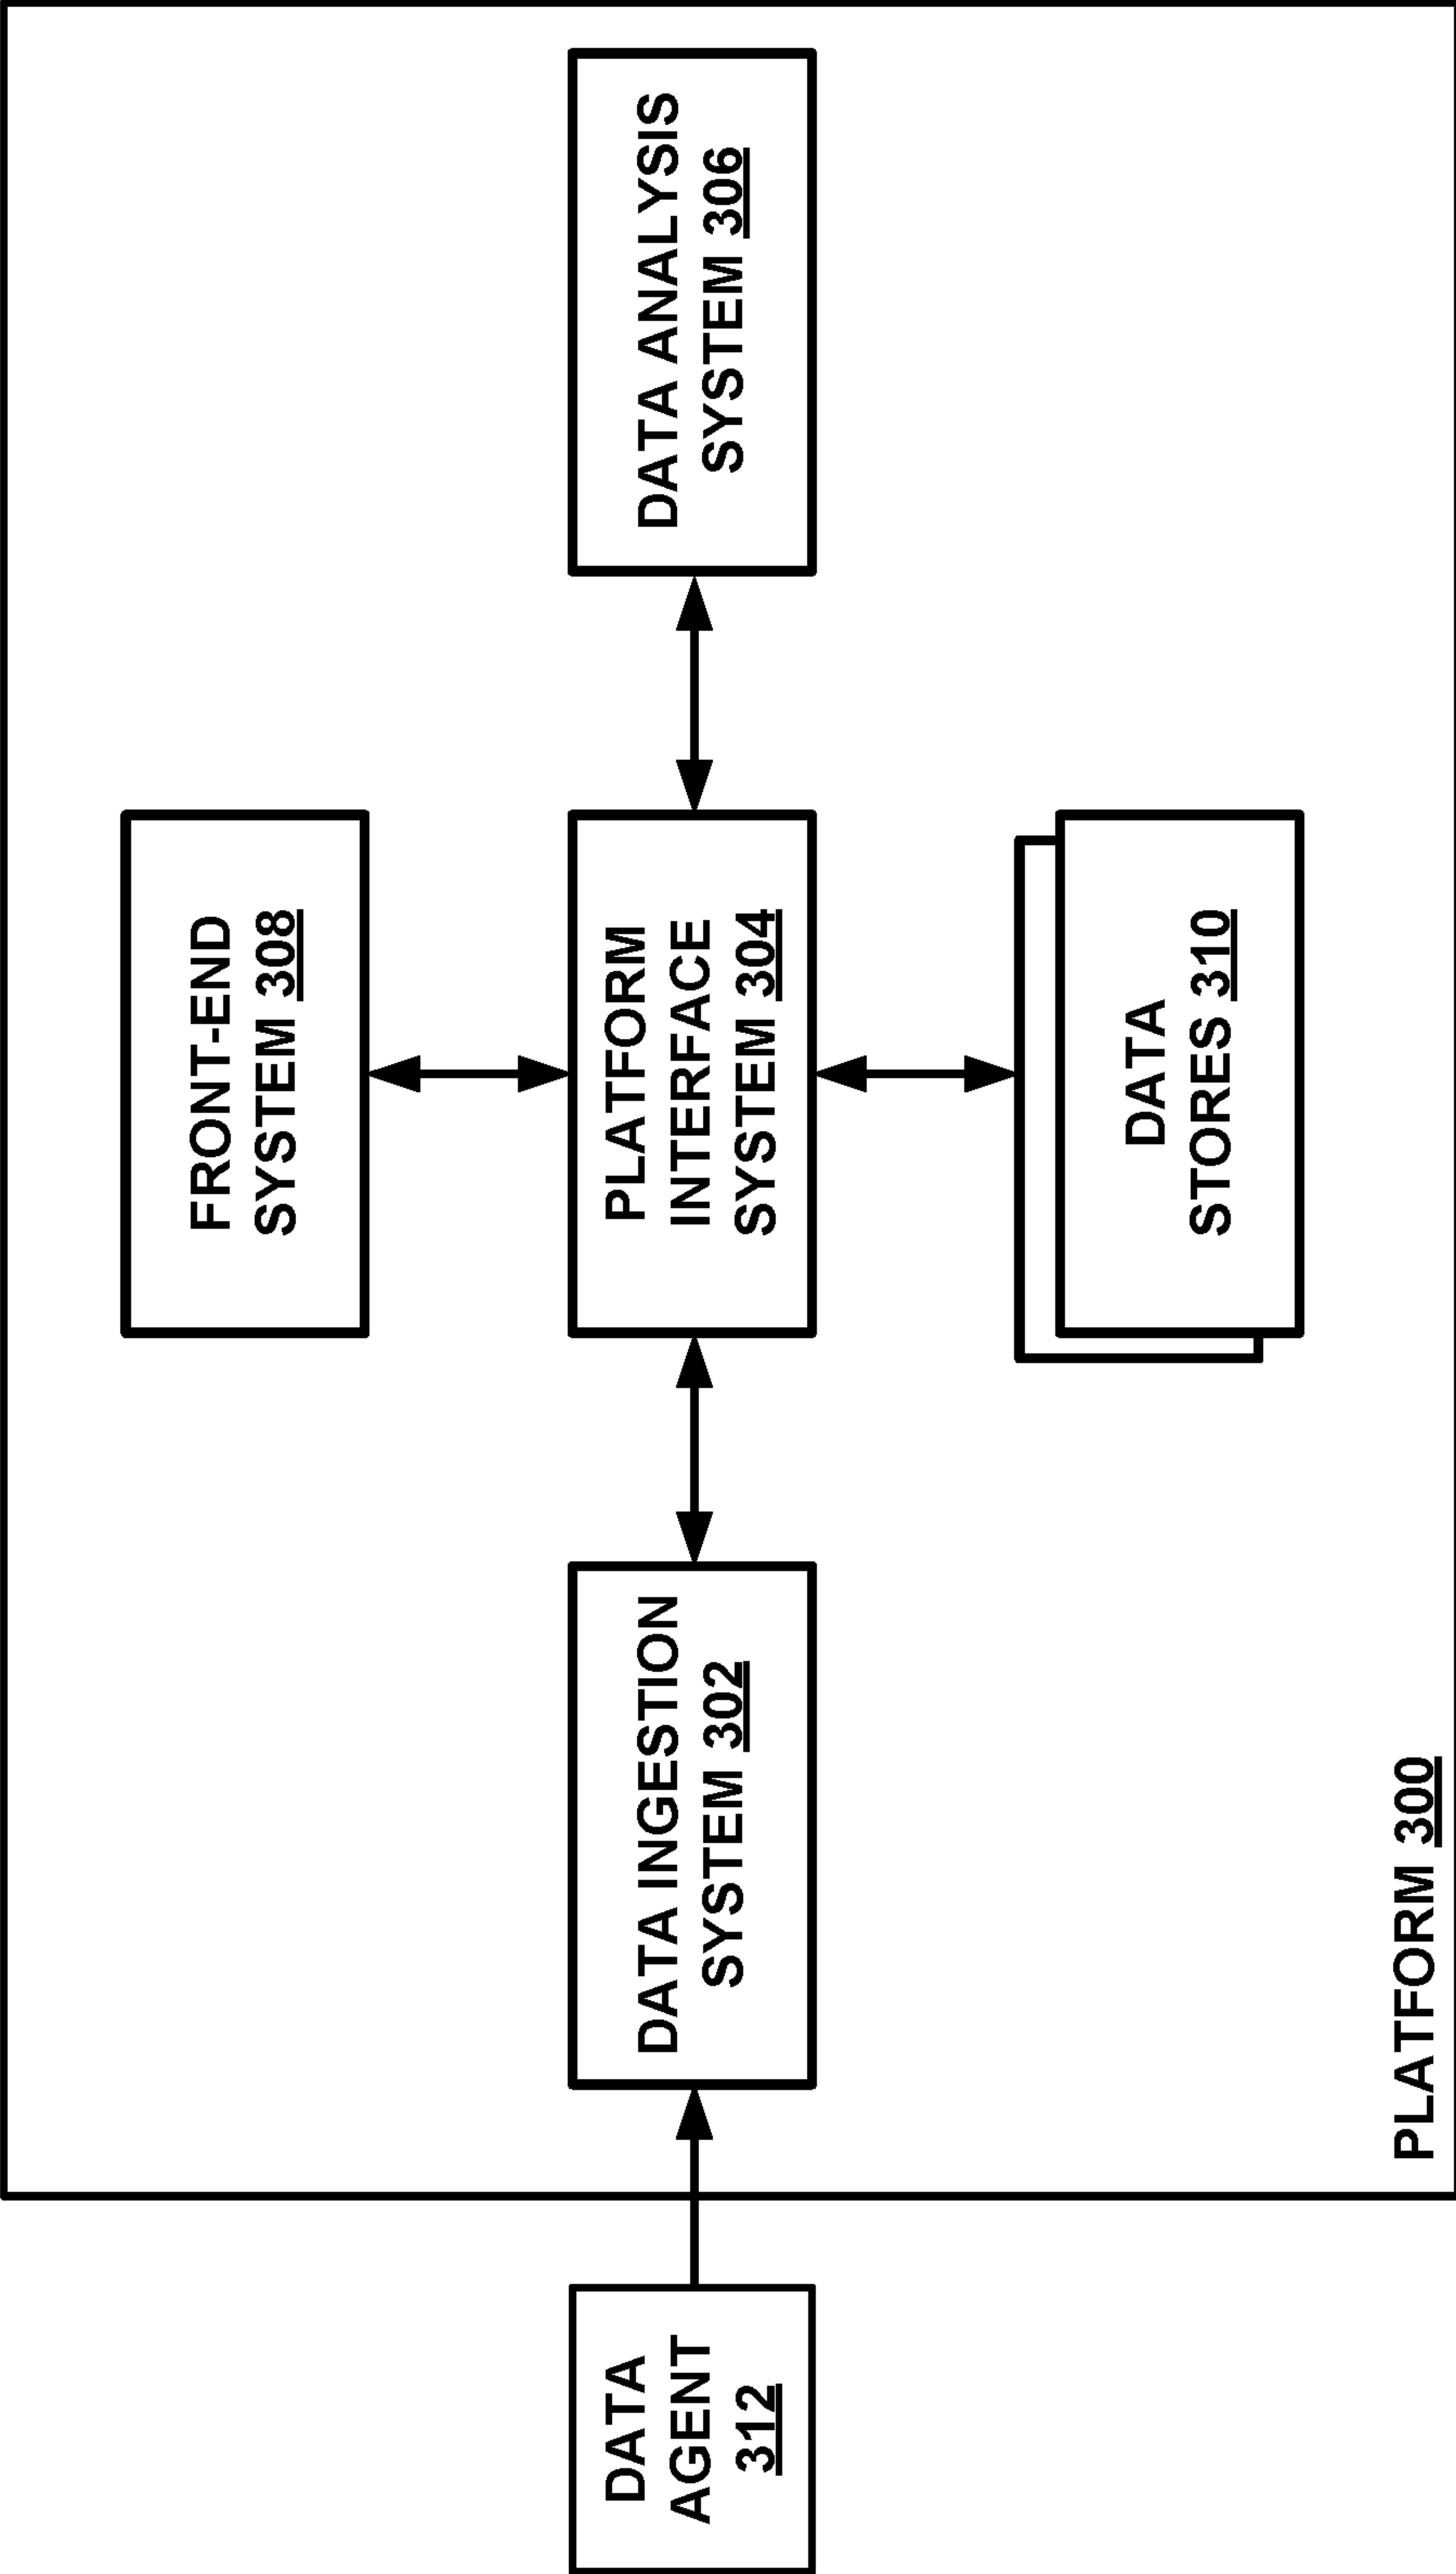 FRONT-END
SYSTEM 308
DATA
AGENT
312
DATA INGESTION
SYSTEM 302
PLATFORM
INTERFACE
SYSTEM 304
DATA ANALYSIS
SYSTEM 306
DATA
STORES 310
PLATFORM 300